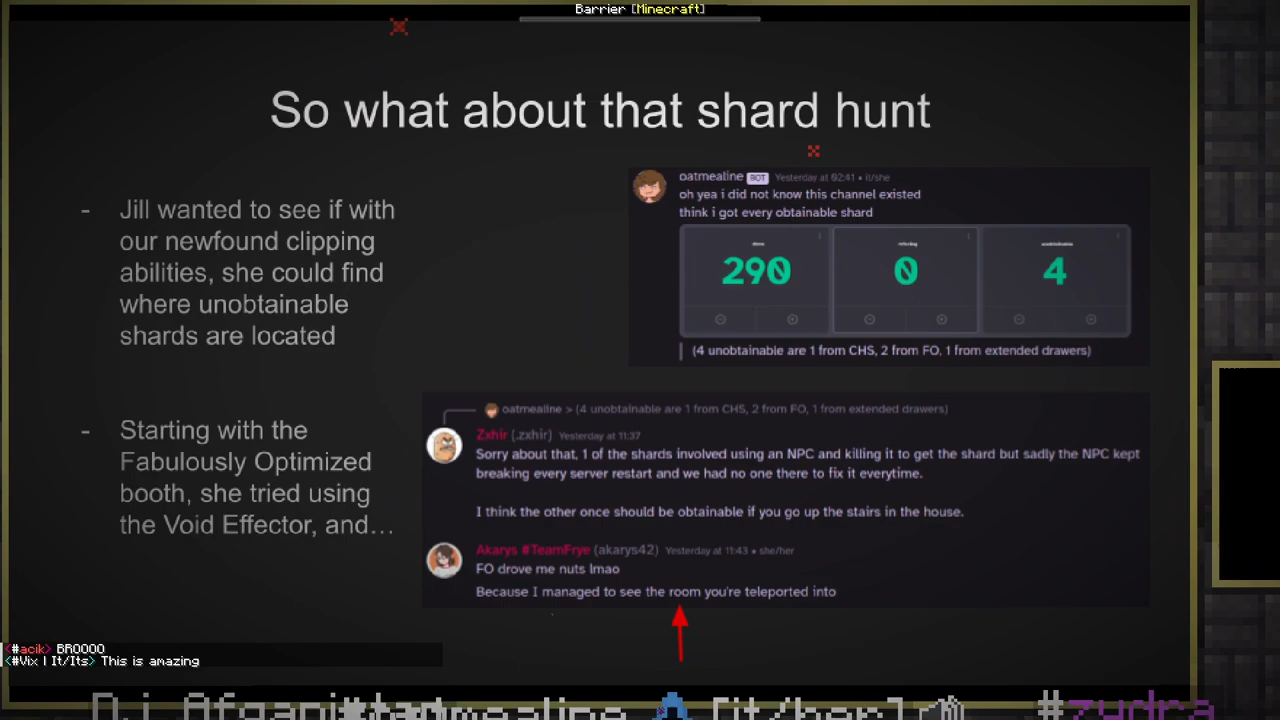 Barrier [Minecraft]
So what about that shard hunt
- Jill wanted to see if with
our newfound clipping
abilities, she could find
where unobtainable
shards are located
- Starting with the
Fabulously Optimized
booth, she tried using
the Void Effector, and…
oatmealine BOT Yesterday at 02:41 • it/she
oh yea i did not know this channel existed
think i got every obtainable shard
done missing unobtainable
290 0 4
(4 unobtainable are 1 from CHS, 2 from FO, 1 from extended drawers)
oatmealine > (4 unobtainable are 1 from CHS, 2 from FO, 1 from extended drawers)
Zxhir (.zxhir) Yesterday at 11:37
Sorry about that, 1 of the shards involved using an NPC and killing it to get the shard but sadly the NPC kept
breaking every server restart and we had no one there to fix it everytime.
I think the other once should be obtainable if you go up the stairs in the house.
Akarys #TeamFrye (akarys42) Yesterday at 11:43 • she/her
FO drove me nuts lmao
Because I managed to see the room you're teleported into
<#acik> BROOOO
<#Vix | It/Its> This is amazing
[it/her]